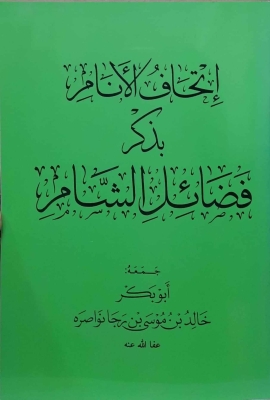 إتحاف الأنام
بذكر
فضائل الشام
جمعه:
أبو بكر
خالد بن موسى بن رجا نواصره
عفا الله عنه